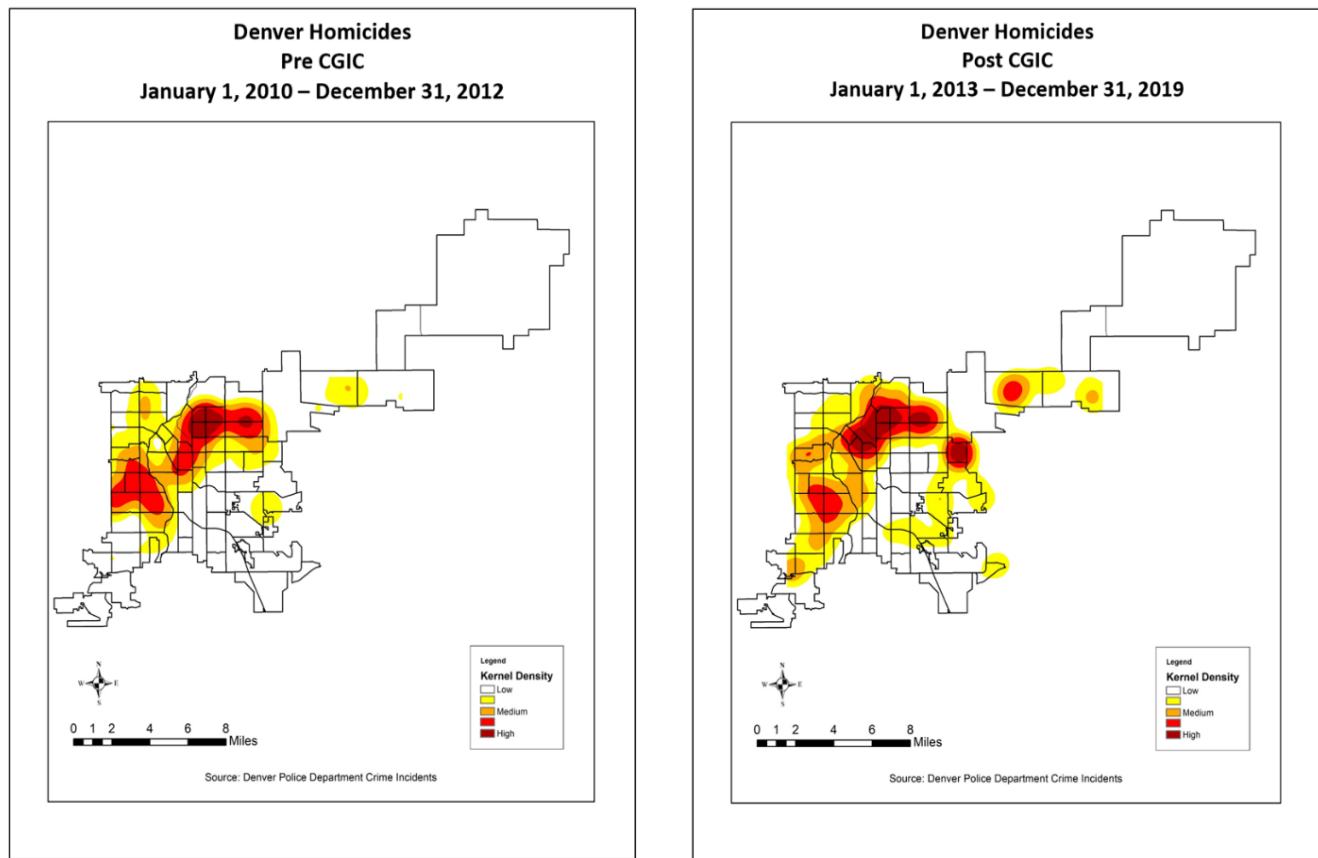 Denver Homicides
Pre CGIC
January 1, 2010 – December 31, 2012
N
W E
S
0 1 2 4 6 8
Miles
Legend
Kernel Density
Low
Medium
High
Source: Denver Police Department Crime Incidents
Denver Homicides
Post CGIC
January 1, 2013 – December 31, 2019
N
W E
S
0 1 2 4 6 8
Miles
Legend
Kernel Density
Low
Medium
High
Source: Denver Police Department Crime Incidents